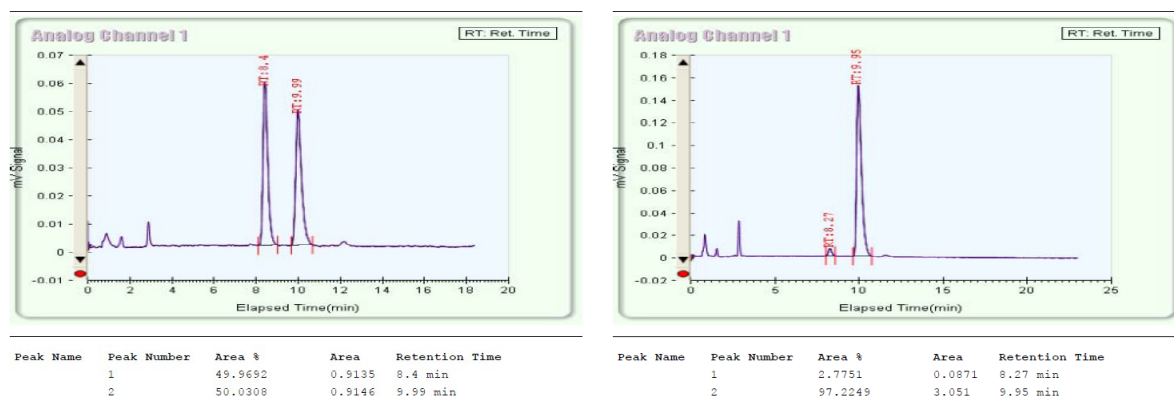 Analog Channel 1
RT: Ret. Time
0.07
0.06
0.05
0.04
0.03
0.02
0.01
0
-0.01
mV Signal
RT:8.4
RT:9.99
0 2 4 6 8 10 12 14 16 18 20
Elapsed Time(min)
Peak Name Peak Number Area % Area Retention Time
1 49.9692 0.9135 8.4 min
2 50.0308 0.9146 9.99 min
Analog Channel 1
RT: Ret. Time
0.18
0.16
0.14
0.12
0.1
0.08
0.06
0.04
0.02
0
-0.02
mV Signal
RT:8.27
RT:9.95
0 5 10 15 20 25
Elapsed Time(min)
Peak Name Peak Number Area % Area Retention Time
1 2.7751 0.0871 8.27 min
2 97.2249 3.051 9.95 min